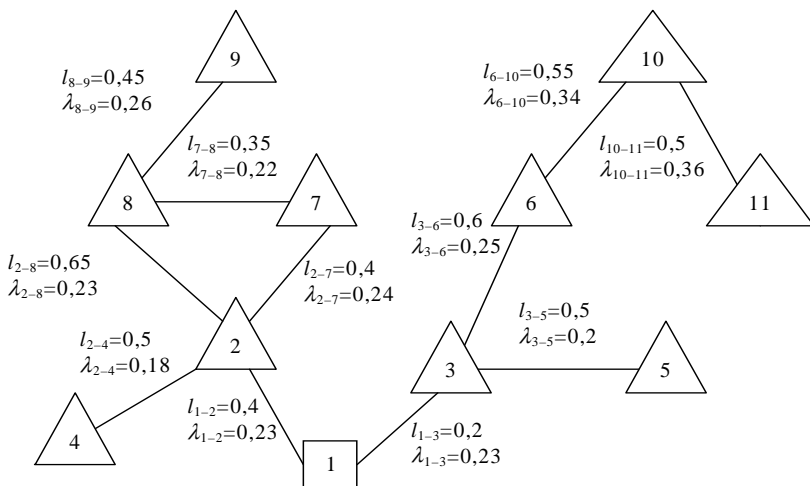 9
10
l₈₋₉=0,45
λ₈₋₉=0,26
l₆₋₁₀=0,55
λ₆₋₁₀=0,34
l₇₋₈=0,35
λ₇₋₈=0,22
l₁₀₋₁₁=0,5
λ₁₀₋₁₁=0,36
8
7
6
11
l₃₋₆=0,6
λ₃₋₆=0,25
l₂₋₈=0,65
λ₂₋₈=0,23
l₂₋₇=0,4
λ₂₋₇=0,24
l₃₋₅=0,5
λ₃₋₅=0,2
l₂₋₄=0,5
λ₂₋₄=0,18
2
3
5
l₁₋₂=0,4
λ₁₋₂=0,23
4
l₁₋₃=0,2
λ₁₋₃=0,23
1